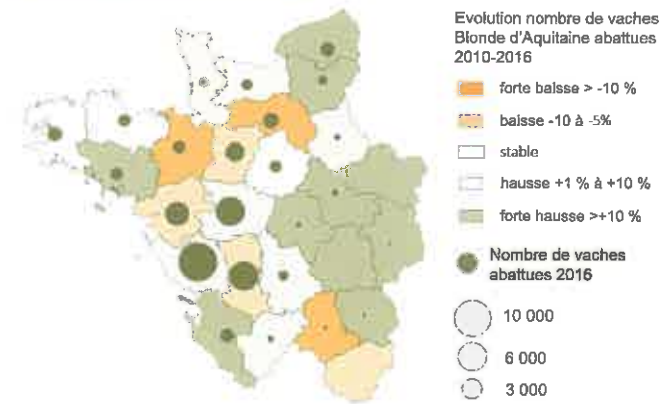 Evolution nombre de vaches
Blonde d'Aquitaine abattues
2010-2016
forte baisse > -10 %
baisse -10 à -5%
stable
hausse +1 % à +10 %
forte hausse >+10 %
Nombre de vaches
abattues 2016
10 000
6 000
3 000